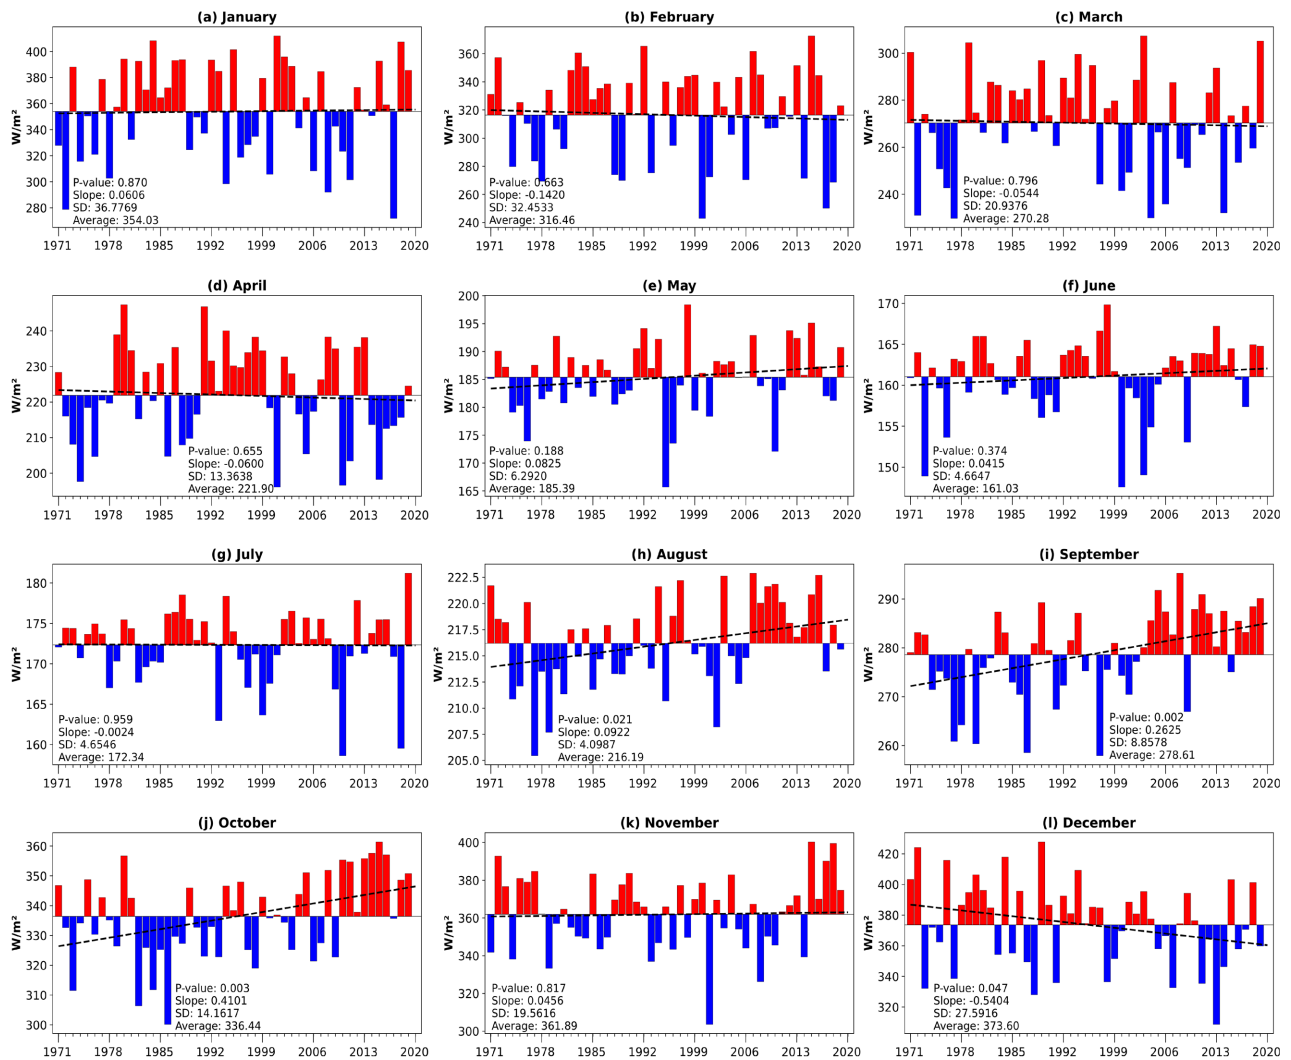 (a) January
(b) February
(c) March
W/m²
400
380
360
340
320
300
280
P-value: 0.870
Slope: 0.0606
SD: 36.7769
Average: 354.03
1971 1978 1985 1992 1999 2006 2013 2020
W/m²
360
340
320
300
280
260
240
P-value: 0.663
Slope: -0.1420
SD: 32.4533
Average: 316.46
1971 1978 1985 1992 1999 2006 2013 2020
W/m²
300
280
260
240
P-value: 0.796
Slope: -0.0544
SD: 20.9376
Average: 270.28
1971 1978 1985 1992 1999 2006 2013 2020
(d) April
(e) May
(f) June
W/m²
240
230
220
210
200
P-value: 0.655
Slope: -0.0600
SD: 13.3638
Average: 221.90
1971 1978 1985 1992 1999 2006 2013 2020
W/m²
200
195
190
185
180
175
170
165
P-value: 0.188
Slope: 0.0825
SD: 6.2920
Average: 185.39
1971 1978 1985 1992 1999 2006 2013 2020
W/m²
170
160
150
P-value: 0.374
Slope: 0.0415
SD: 4.6647
Average: 161.03
1971 1978 1985 1992 1999 2006 2013 2020
(g) July
(h) August
(i) September
W/m²
180
175
170
165
160
P-value: 0.959
Slope: -0.0024
SD: 4.6546
Average: 172.34
1971 1978 1985 1992 1999 2006 2013 2020
W/m²
222.5
220.0
217.5
215.0
212.5
210.0
207.5
205.0
P-value: 0.021
Slope: 0.0922
SD: 4.0987
Average: 216.19
1971 1978 1985 1992 1999 2006 2013 2020
W/m²
290
280
270
260
P-value: 0.002
Slope: 0.2625
SD: 8.8578
Average: 278.61
1971 1978 1985 1992 1999 2006 2013 2020
(j) October
(k) November
(l) December
W/m²
360
350
340
330
320
310
300
P-value: 0.003
Slope: 0.4101
SD: 14.1617
Average: 336.44
1971 1978 1985 1992 1999 2006 2013 2020
W/m²
400
380
360
340
320
300
P-value: 0.817
Slope: 0.0456
SD: 19.5616
Average: 361.89
1971 1978 1985 1992 1999 2006 2013 2020
W/m²
420
400
380
360
340
320
P-value: 0.047
Slope: -0.5404
SD: 27.5916
Average: 373.60
1971 1978 1985 1992 1999 2006 2013 2020